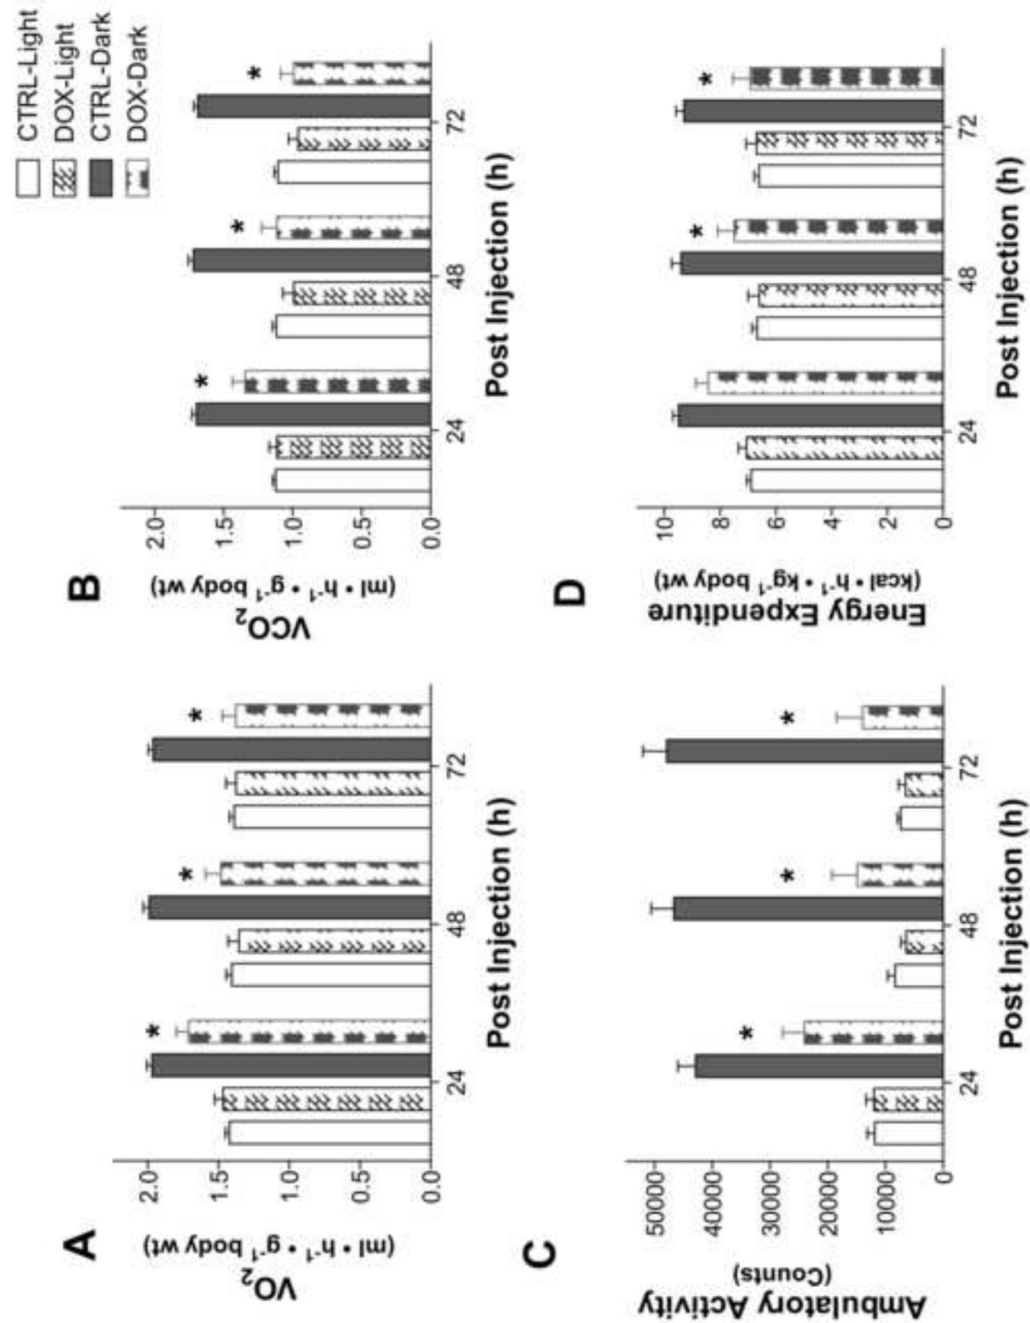 CTRL-Light
DOX-Light
CTRL-Dark
DOX-Dark
A
VO2
(ml • h-1 • g-1 body wt)
2.0
1.5
1.0
0.5
0.0
*
*
*
24
48
72
Post Injection (h)
B
VCO2
(ml • h-1 • g-1 body wt)
2.0
1.5
1.0
0.5
0.0
*
*
*
24
48
72
Post Injection (h)
C
Ambulatory Activity
(Counts)
50000
40000
30000
20000
10000
0
*
*
*
24
48
72
Post Injection (h)
D
Energy Expenditure
(kcal • h-1 • kg-1 body wt)
10
8
6
4
2
0
*
*
24
48
72
Post Injection (h)